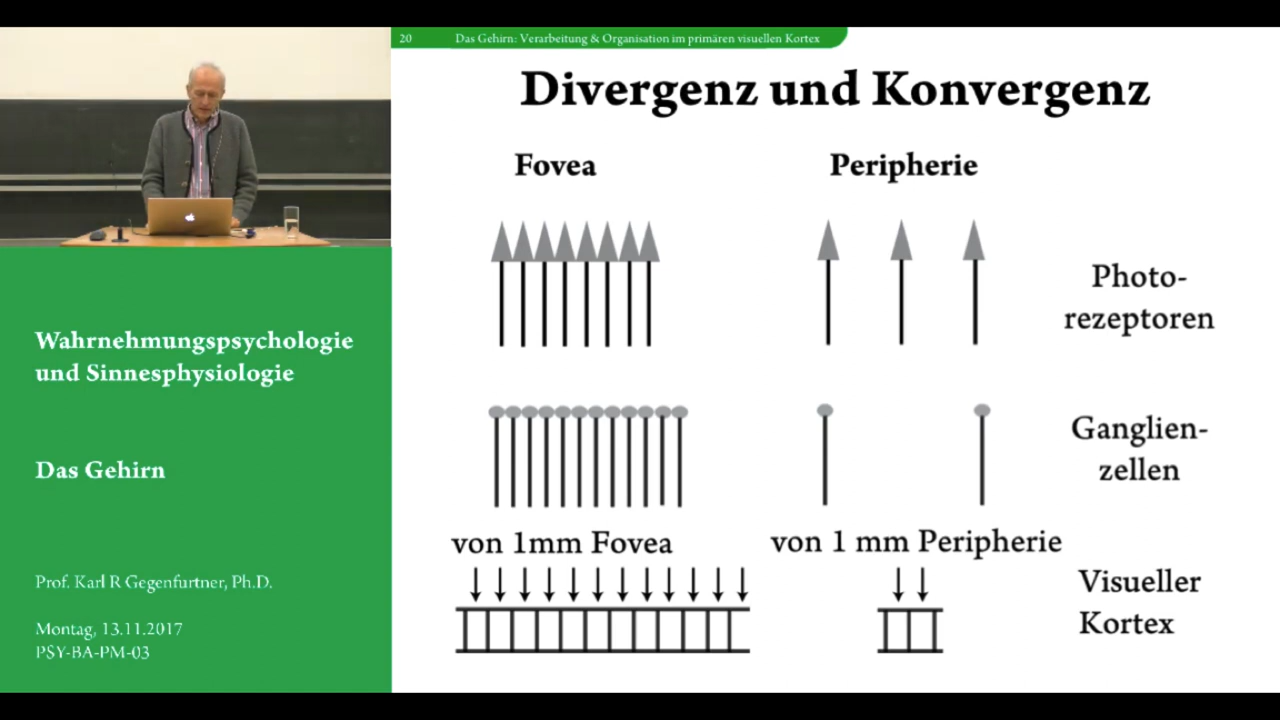 20 Das Gehirn: Verarbeitung & Organisation im primären visuellen Kortex
Divergenz und Konvergenz
Fovea
Peripherie
Photo-
rezeptoren
Ganglien-
zellen
von 1mm Fovea
von 1 mm Peripherie
Visueller
Kortex
Wahrnehmungspsychologie
und Sinnesphysiologie
Das Gehirn
Prof. Karl R Gegenfurtner, Ph.D.
Montag, 13.11.2017
PSY-BA-PM-03